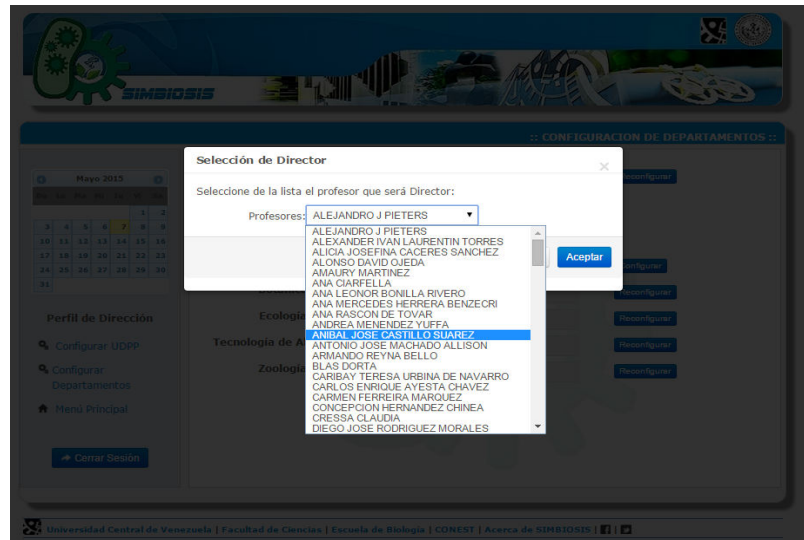 SIMBIOSIS
:: CONFIGURACION DE DEPARTAMENTOS ::
Mayo 2015
1 2
3 4 5 6 7 8 9
10 11 12 13 14 15 16
17 18 19 20 21 22 23
24 25 26 27 28 29 30
31
Perfil de Dirección
Configurar UDPP
Configurar
Departamentos
Menú Principal
Cerrar Sesión
Selección de Director
×
Seleccione de la lista el profesor que será Director:
Profesores: ALEJANDRO J PIETERS
ALEJANDRO J PIETERS
ALEXANDER IVAN LAURENTIN TORRES
ALICIA JOSEFINA CACERES SANCHEZ
ALONSO DAVID OJEDA
AMAURY MARTINEZ
ANA CIARFELLA
ANA LEONOR BONILLA RIVERO
ANA MERCEDES HERRERA BENZECRI
ANA RASCON DE TOVAR
ANDREA MENENDEZ YUFFA
ANIBAL JOSE CASTILLO SUAREZ
ANTONIO JOSE MACHADO ALLISON
ARMANDO REYNA BELLO
BLAS DORTA
CARIBAY TERESA URBINA DE NAVARRO
CARLOS ENRIQUE AYESTA CHAVEZ
CARMEN FERREIRA MARQUEZ
CONCEPCION HERNANDEZ CHINEA
CRESSA CLAUDIA
DIEGO JOSE RODRIGUEZ MORALES
Aceptar
Reconfigurar
Configurar
Reconfigurar
Ecología
Reconfigurar
Tecnología de
Reconfigurar
Zoología
Reconfigurar
Universidad Central de Venezuela | Facultad de Ciencias | Escuela de Biología | CONEST | Acerca de SIMBIOSIS |